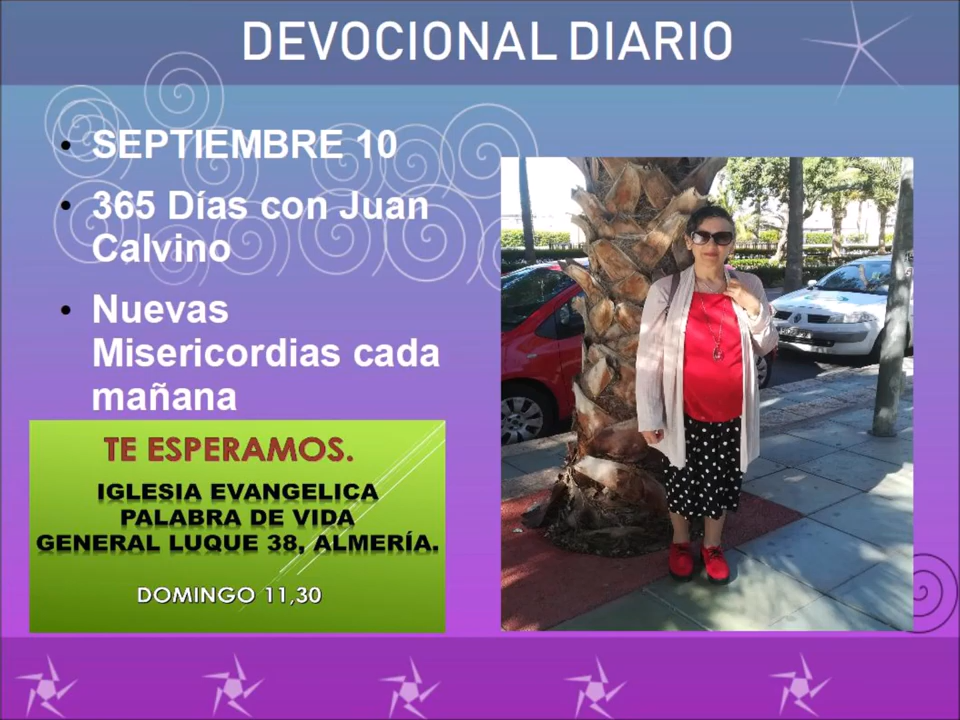 DEVOCIONAL DIARIO
• SEPTIEMBRE 10
• 365 Días con Juan
Calvino
• Nuevas
Misericordias cada
mañana
TE ESPERAMOS.
IGLESIA EVANGELICA
PALABRA DE VIDA
GENERAL LUQUE 38, ALMERÍA.
DOMINGO 11,30